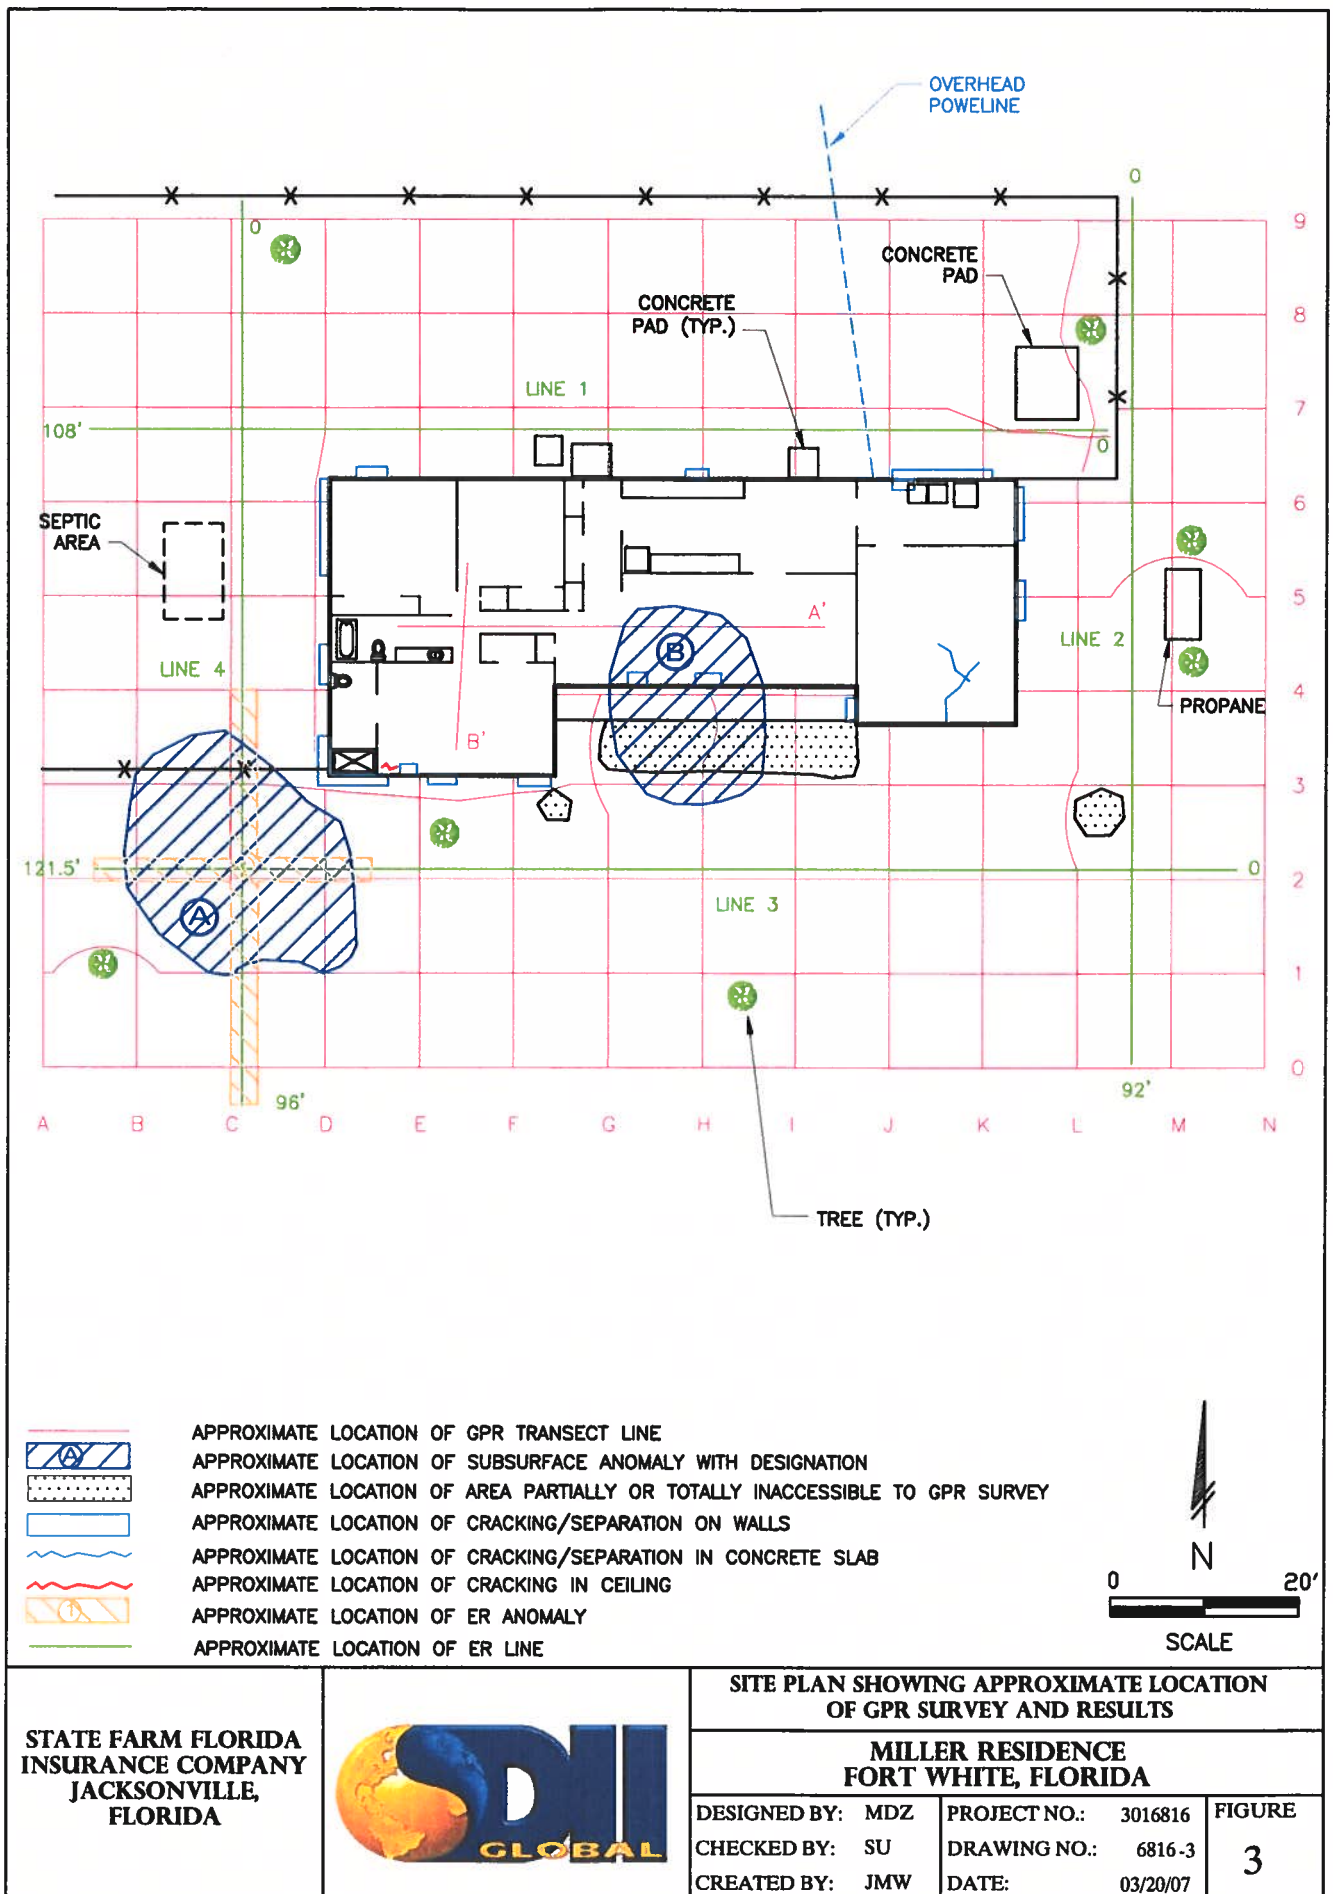 OVERHEAD
POWELINE
0
0
9
CONCRETE
PAD
CONCRETE
PAD (TYP.)
8
LINE 1
7
108'
0
6
SEPTIC
AREA
5
A'
LINE 2
B
LINE 4
4
PROPANE
B'
3
121.5'
0
2
LINE 3
A
1
0
96'
92'
A B C D E F G H I J K L M N
TREE (TYP.)
APPROXIMATE LOCATION OF GPR TRANSECT LINE
A
APPROXIMATE LOCATION OF SUBSURFACE ANOMALY WITH DESIGNATION
APPROXIMATE LOCATION OF AREA PARTIALLY OR TOTALLY INACCESSIBLE TO GPR SURVEY
APPROXIMATE LOCATION OF CRACKING/SEPARATION ON WALLS
APPROXIMATE LOCATION OF CRACKING/SEPARATION IN CONCRETE SLAB
APPROXIMATE LOCATION OF CRACKING IN CEILING
1
APPROXIMATE LOCATION OF ER ANOMALY
APPROXIMATE LOCATION OF ER LINE
N
0 20'
SCALE
STATE FARM FLORIDA
INSURANCE COMPANY
JACKSONVILLE,
FLORIDA
SDII
GLOBAL
SITE PLAN SHOWING APPROXIMATE LOCATION
OF GPR SURVEY AND RESULTS
MILLER RESIDENCE
FORT WHITE, FLORIDA
DESIGNED BY: MDZ
CHECKED BY: SU
CREATED BY: JMW
PROJECT NO.: 3016816
DRAWING NO.: 6816-3
DATE: 03/20/07
FIGURE
3